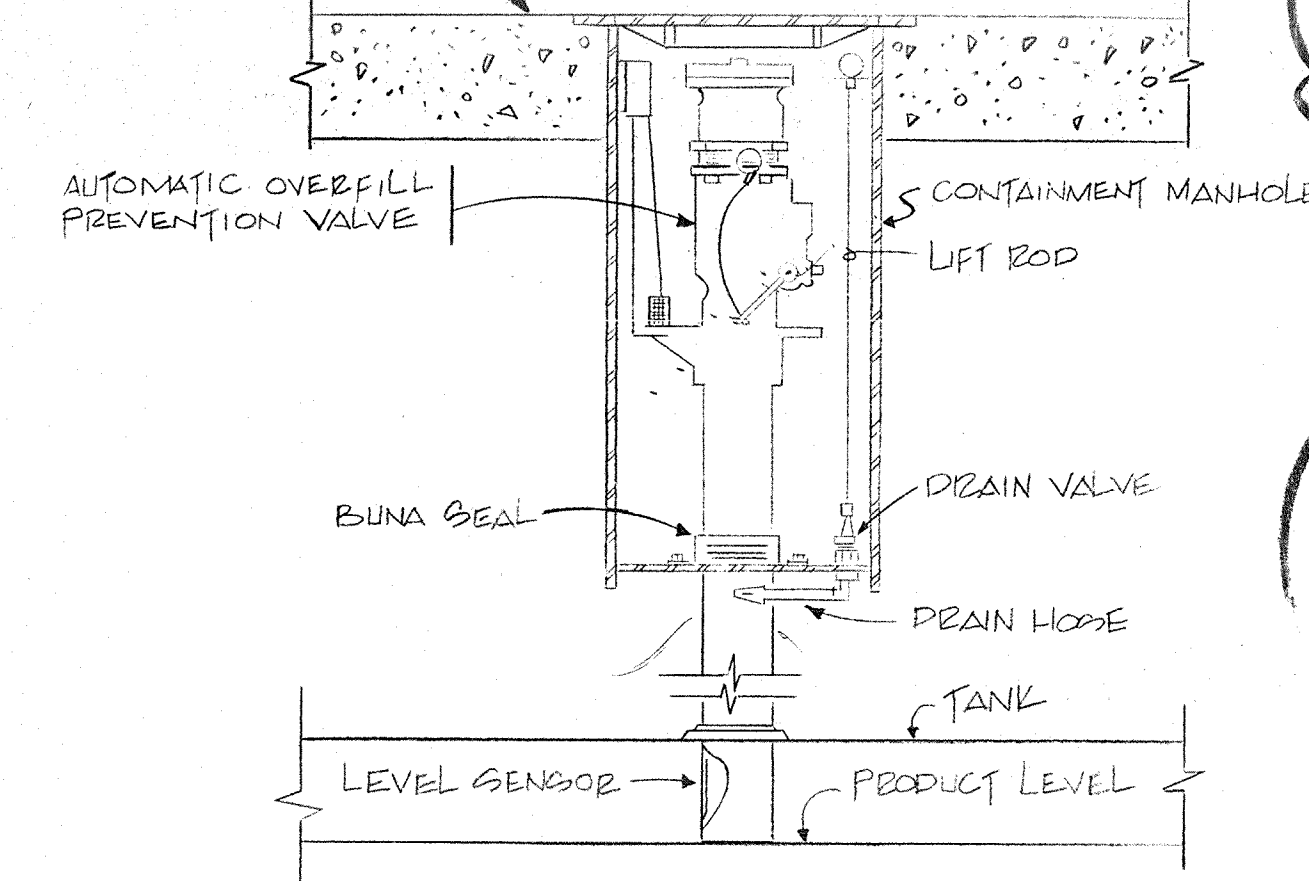 AUTOMATIC OVERFILL
PREVENTION VALVE
CONTAINMENT MANHOLE
LIFT ROD
DRAIN VALVE
BUNA SEAL
DRAIN HOSE
TANK
LEVEL SENSOR
PRODUCT LEVEL